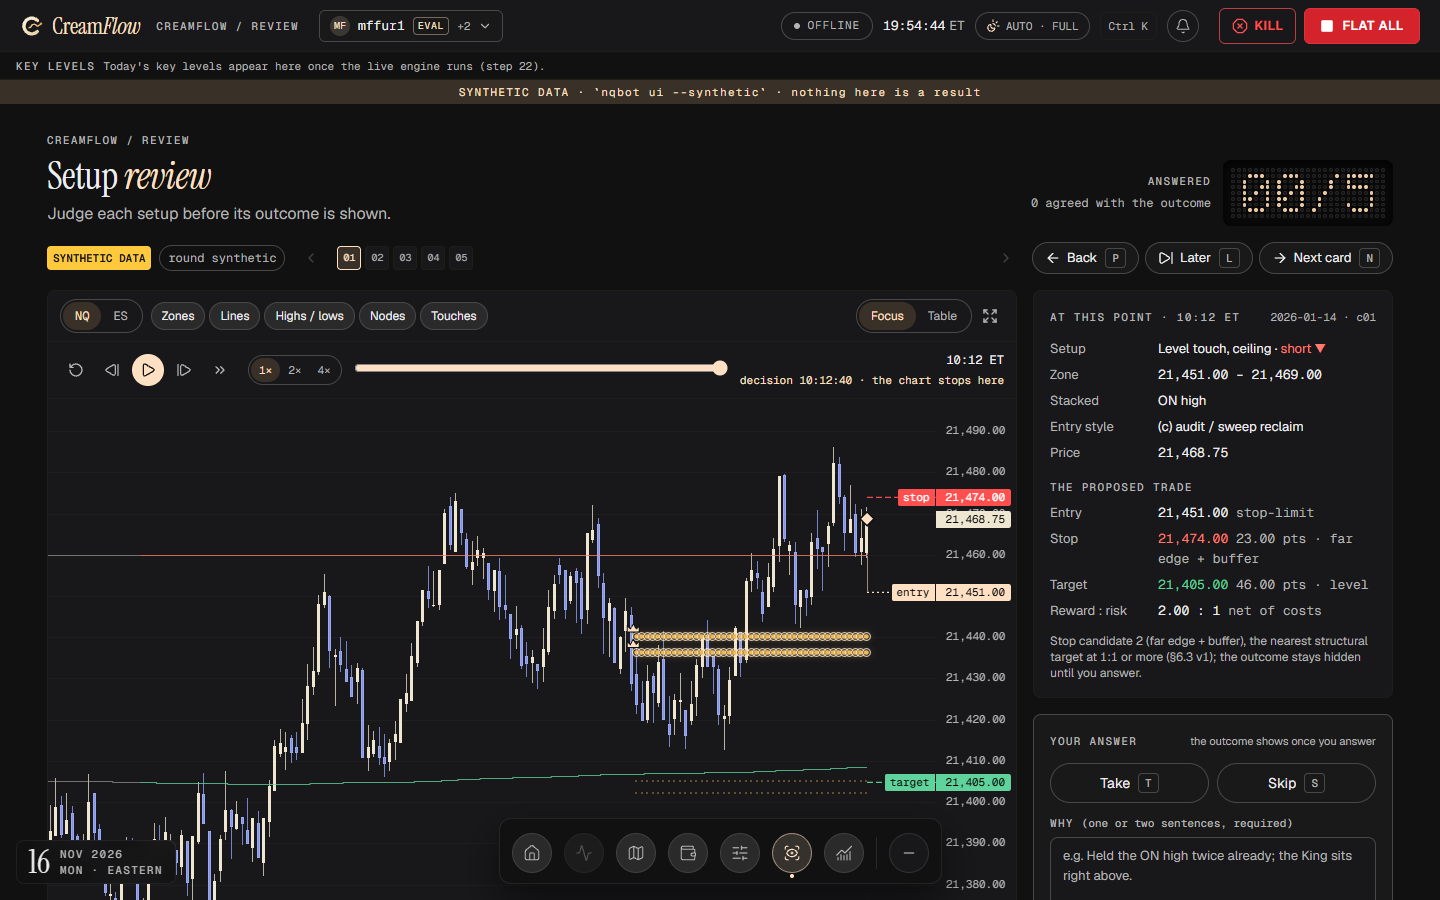 CreamFlow CREAMFLOW / REVIEW MF mffur1 EVAL +2 OFFLINE 19:54:44 ET AUTO · FULL Ctrl K KILL FLAT ALL
KEY LEVELS Today's key levels appear here once the live engine runs (step 22).
SYNTHETIC DATA · `nqbot ui --synthetic` · nothing here is a result
CREAMFLOW / REVIEW
Setup review
Judge each setup before its outcome is shown.
ANSWERED
0 agreed with the outcome
00/5
SYNTHETIC DATA round synthetic 01 02 03 04 05
Back P Later L Next card N
NQ ES Zones Lines Highs / lows Nodes Touches Focus Table
1× 2× 4×
10:12 ET
decision 10:12:40 · the chart stops here
21,490.00
21,480.00
stop 21,474.00
21,468.75
21,460.00
entry 21,451.00
21,440.00
21,430.00
21,420.00
21,410.00
target 21,405.00
21,400.00
21,390.00
21,380.00
16 NOV 2026
MON · EASTERN
AT THIS POINT · 10:12 ET 2026-01-14 · c01
Setup Level touch, ceiling · short ▼
Zone 21,451.00 – 21,469.00
Stacked ON high
Entry style (c) audit / sweep reclaim
Price 21,468.75
THE PROPOSED TRADE
Entry 21,451.00 stop-limit
Stop 21,474.00 23.00 pts · far
edge + buffer
Target 21,405.00 46.00 pts · level
Reward : risk 2.00 : 1 net of costs
Stop candidate 2 (far edge + buffer), the nearest structural
target at 1:1 or more (§6.3 v1); the outcome stays hidden
until you answer.
YOUR ANSWER the outcome shows once you answer
Take T Skip S
WHY (one or two sentences, required)
e.g. Held the ON high twice already; the King sits
right above.